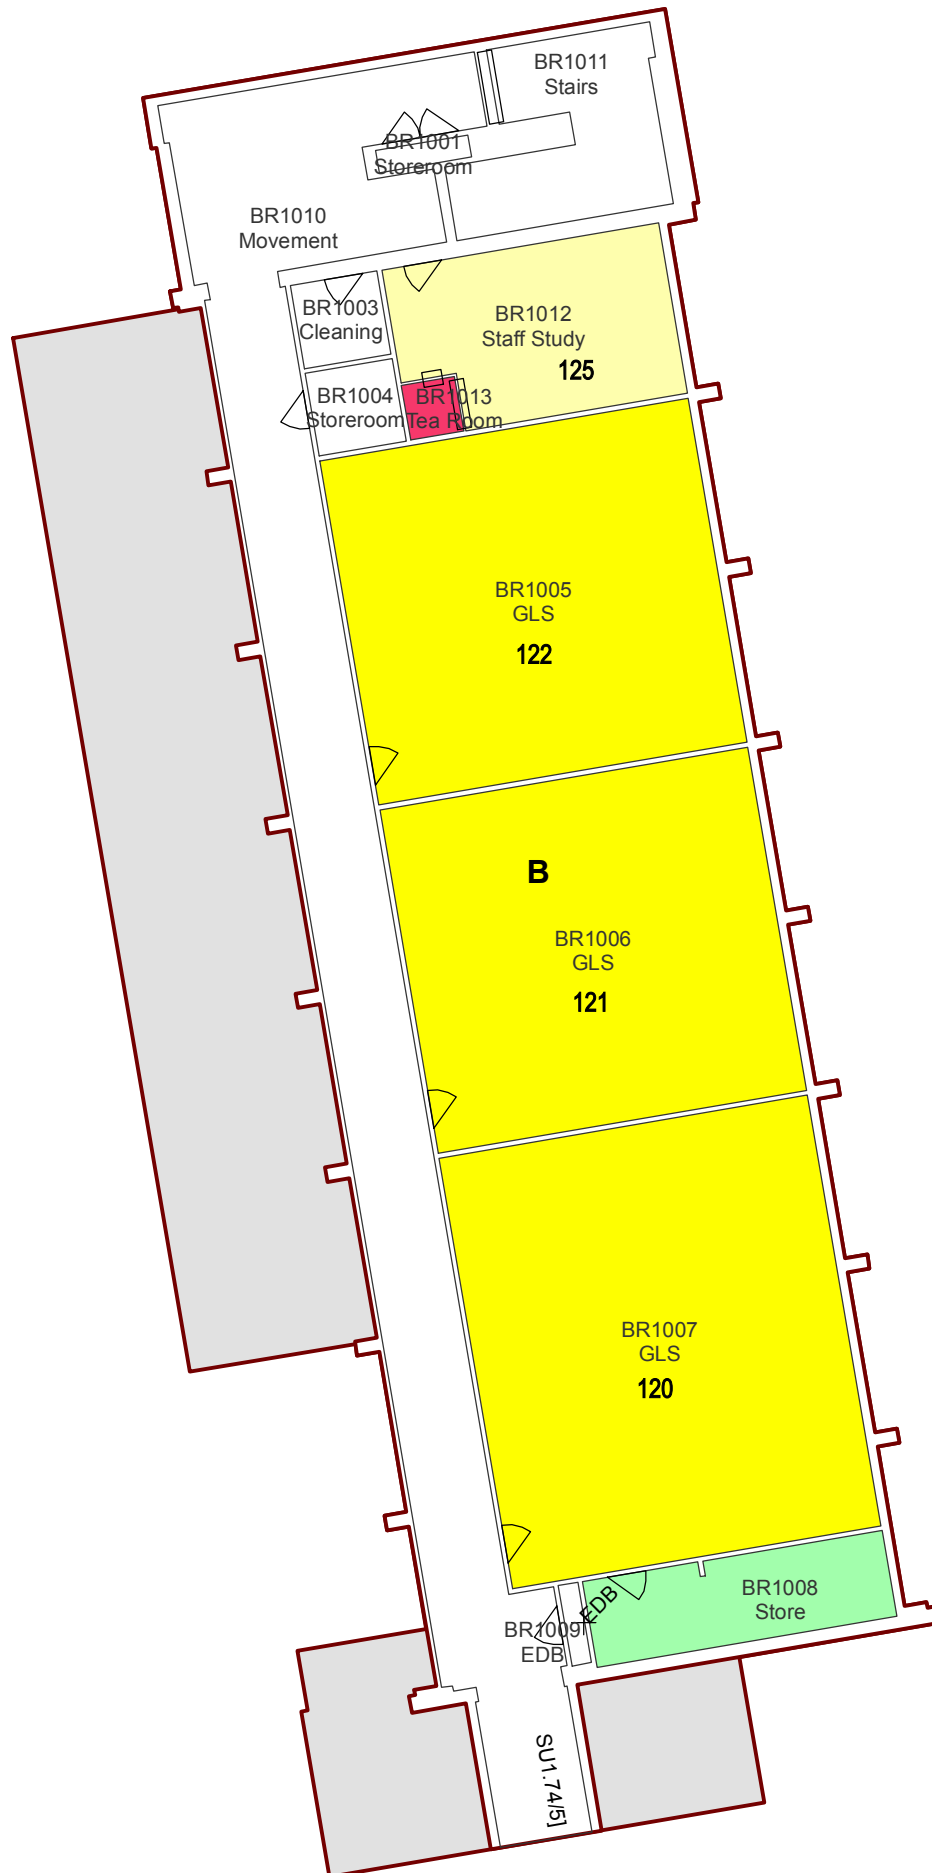 BR1011
Stairs
BR1001
Storeroom
BR1010
Movement
BR1003
Cleaning
BR1012
Staff Study
125
BR1004
Storeroom
BR1013
Tea Room
BR1005
GLS
122
B
BR1006
GLS
121
BR1007
GLS
120
BR1008
Store
EDB
BR1009
EDB
SU1.74/5]